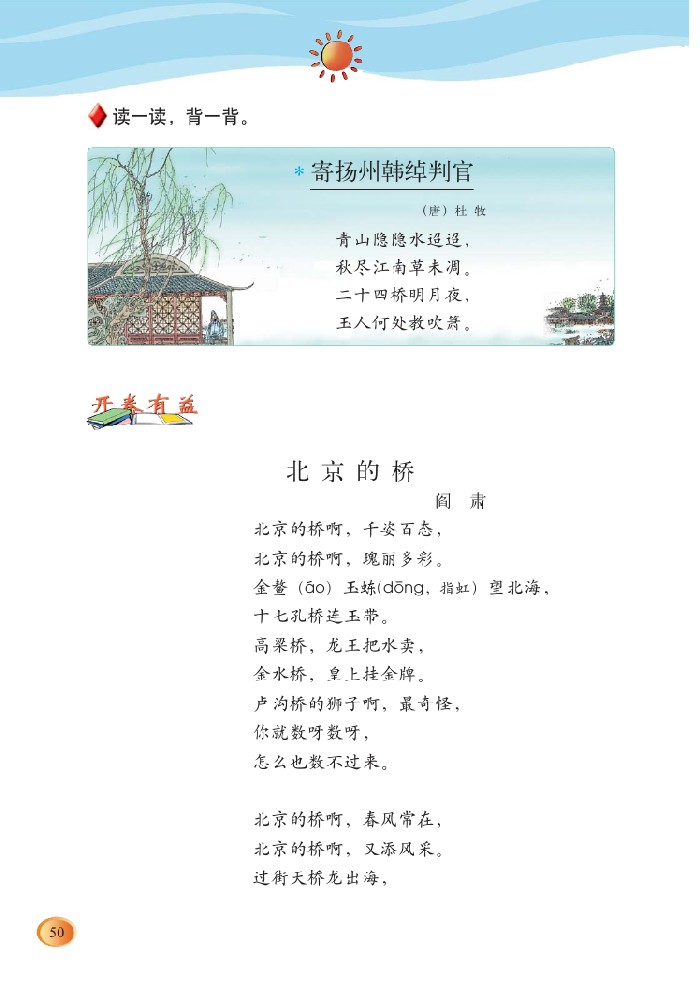 读一读，背一背。
*寄扬州韩绰判官
（唐）杜 牧
青山隐隐水迢迢，
秋尽江南草未凋。
二十四桥明月夜，
玉人何处教吹箫。
开卷有益
北京的桥
阎 肃
北京的桥啊，千姿百态，
北京的桥啊，瑰丽多彩。
金鳌（āo）玉𬟽(dōng，指虹）望北海，
十七孔桥连玉带。
高梁桥，龙王把水卖，
金水桥，皇上挂金牌。
卢沟桥的狮子啊，最奇怪，
你就数呀数呀，
怎么也数不过来。
北京的桥啊，春风常在，
北京的桥啊，又添风采。
过街天桥龙出海，
50